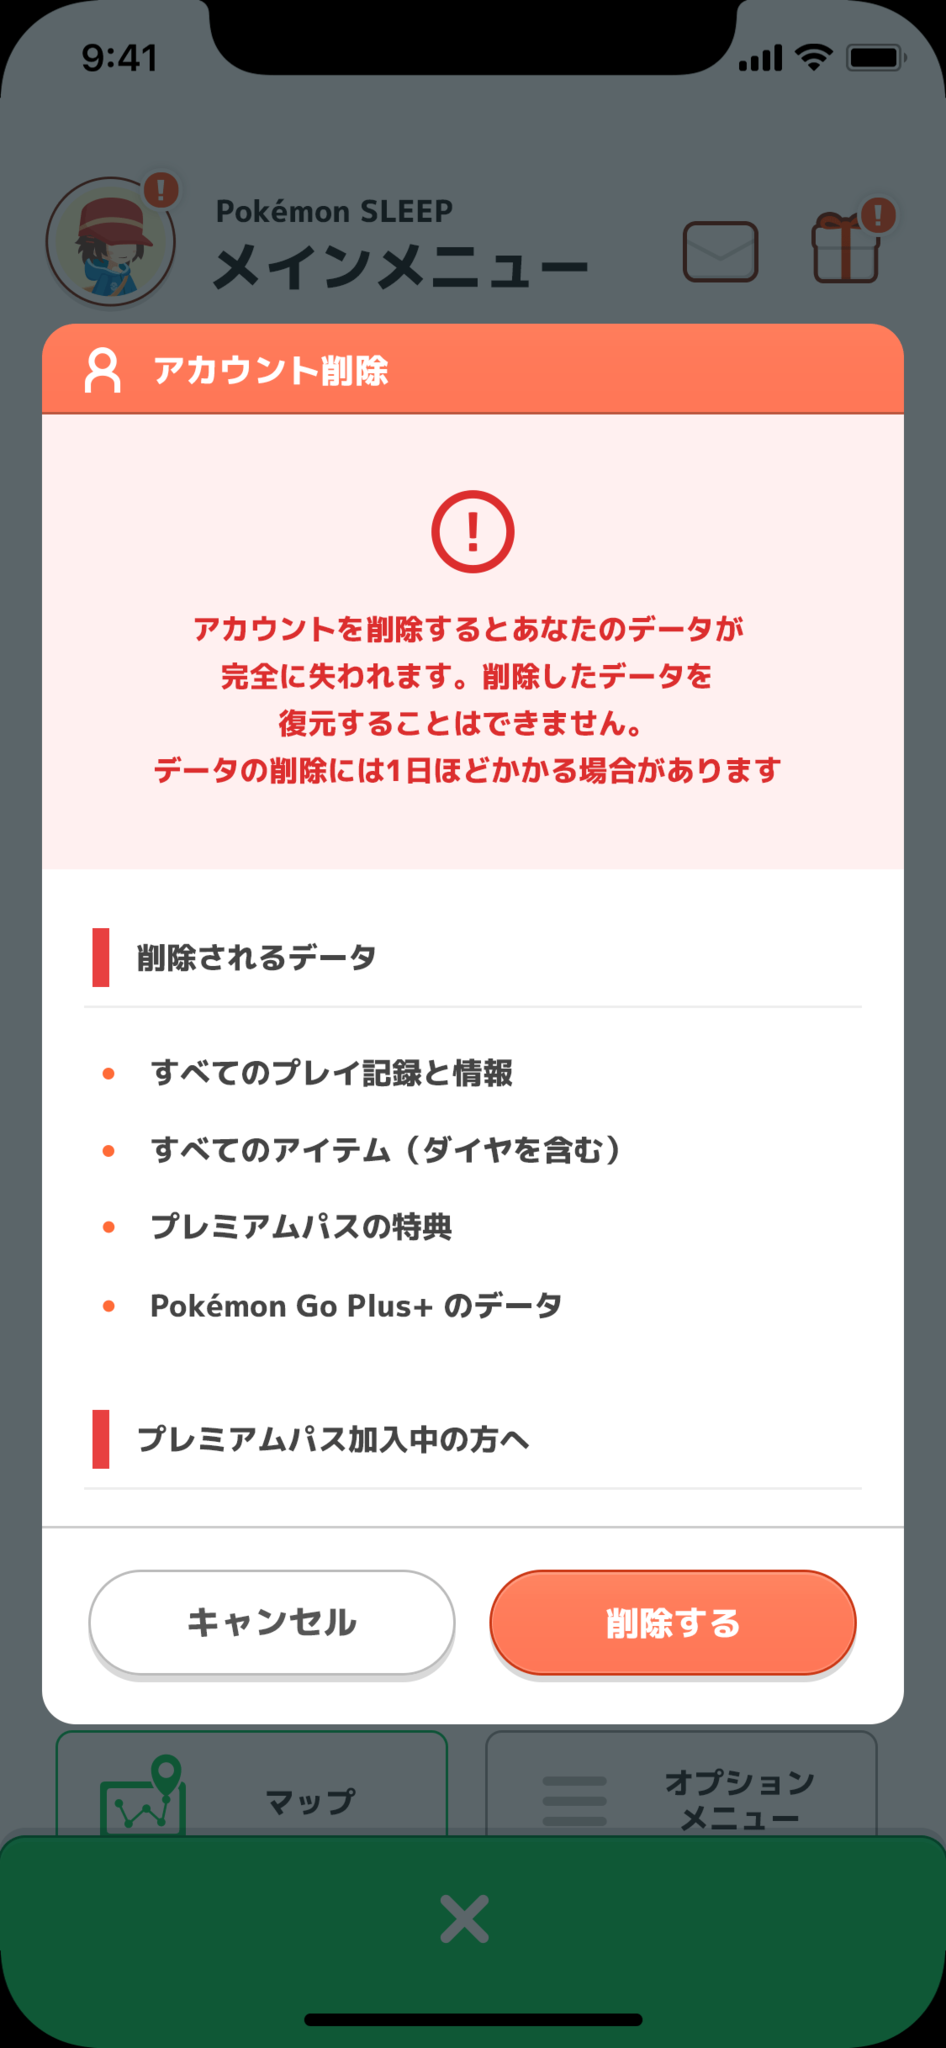 9:41
Pokémon SLEEP
メインメニュー
アカウント削除
アカウントを削除するとあなたのデータが
完全に失われます。削除したデータを
復元することはできません。
データの削除には1日ほどかかる場合があります
削除されるデータ
すべてのプレイ記録と情報
すべてのアイテム（ダイヤを含む）
プレミアムパスの特典
Pokémon Go Plus+ のデータ
プレミアムパス加入中の方へ
キャンセル
削除する
マップ
オプション
メニュー